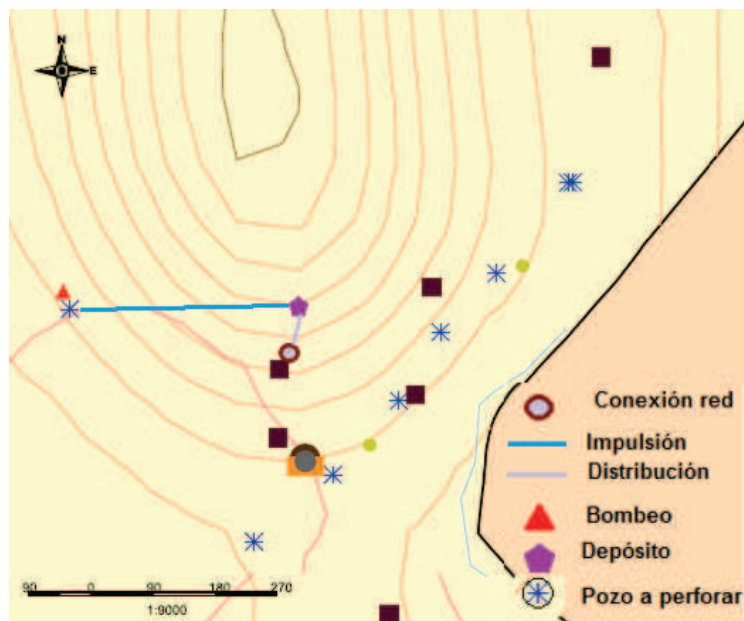 N
E
Conexión red
Impulsión
Distribución
Bombeo
Depósito
Pozo a perforar
90 0 90 180 270
1:9000